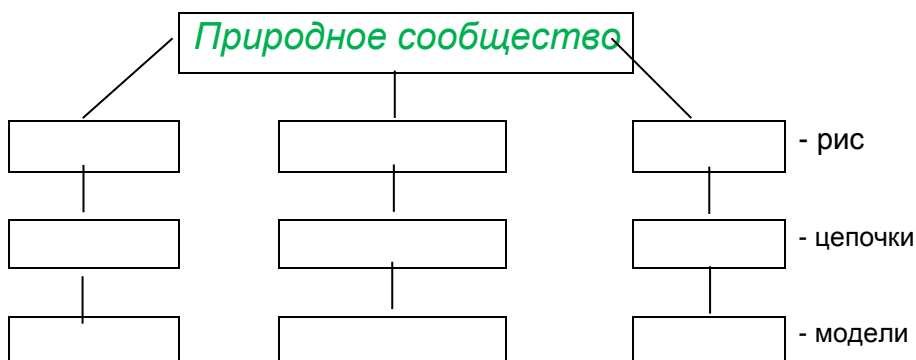 Природное сообщество
- рис
- цепочки
- модели